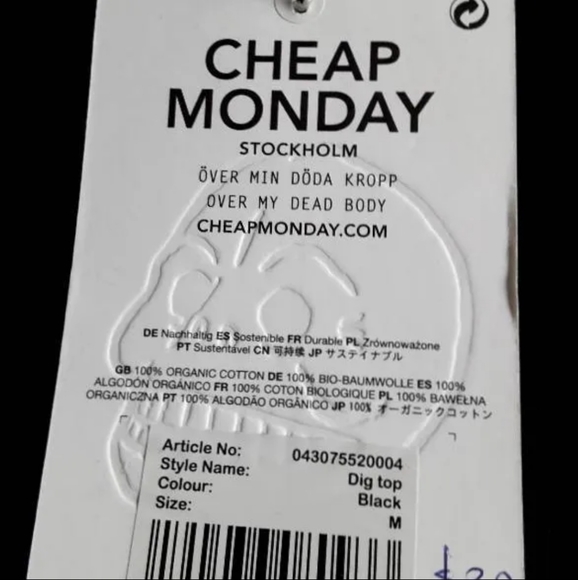 CHEAP
MONDAY
STOCKHOLM
ÖVER MIN DÖDA KROPP
OVER MY DEAD BODY
CHEAPMONDAY.COM
DE Nachhaltig ES Sostenible FR Durable PL Zrównoważone
PT Sustentável CN 可持续 JP サステイナブル
GB 100% ORGANIC COTTON DE 100% BIO-BAUMWOLLE ES 100%
ALGODÓN ORGÁNICO FR 100% COTON BIOLOGIQUE PL 100% BAWEŁNA
ORGANICZNA PT 100% ALGODÃO ORGÂNICO JP 100% オーガニックコットン
Article No: 043075520004
Style Name: Dig top
Colour: Black
Size: M